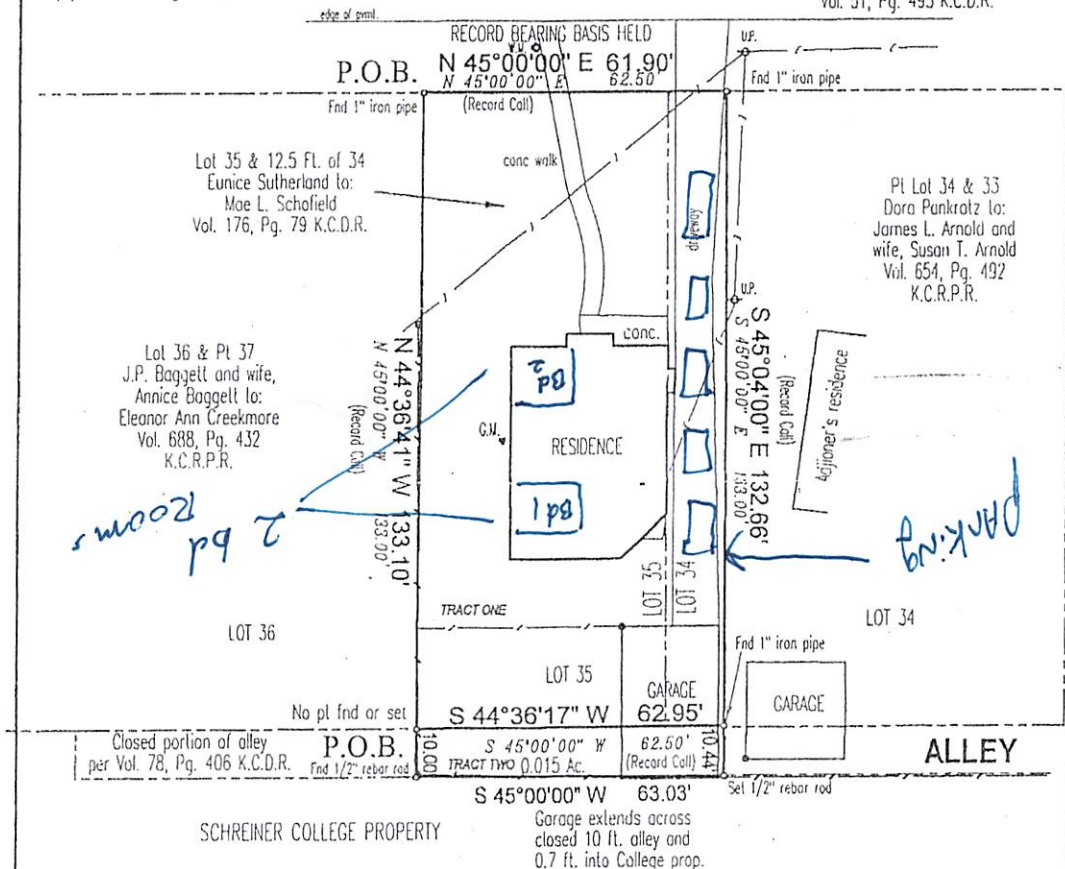 Vol. 51, Pg. 495 K.C.D.R.
edge of pvmt.
RECORD BEARING BASIS HELD
W.V.
U.P.
P.O.B.
N 45°00'00" E 61.90'
N 45°00'00" E 62.50'
(Record Call)
Fnd 1" iron pipe
Fnd 1" iron pipe
Lot 35 & 12.5 Ft. of 34
Eunice Sutherland to:
Mae L. Schofield
Vol. 176, Pg. 79 K.C.D.R.
conc walk
driveway
Pt Lot 34 & 33
Dora Pankratz to:
James L. Arnold and
wife, Susan T. Arnold
Vol. 654, Pg. 492
K.C.R.P.R.
U.P.
conc.
S 45°04'00" E 132.66'
S 45°00'00" E 133.00'
(Record Call)
Lot 36 & Pt 37
J.P. Baggett and wife,
Annice Baggett to:
Eleanor Ann Creekmore
Vol. 688, Pg. 432
K.C.R.P.R.
N 44°36'41" W 133.10'
N 45°00'00" W 133.00'
(Record Call)
Bd 2
G.M.
RESIDENCE
Bd 1
Adjoiner's residence
2 bd
Rooms
PARKING
LOT 35
LOT 34
TRACT ONE
LOT 36
LOT 34
LOT 35
Fnd 1" iron pipe
GARAGE
GARAGE
No pl fnd or set
S 44°36'17" W 62.95'
Closed portion of alley
per Vol. 78, Pg. 406 K.C.D.R.
P.O.B.
Fnd 1/2" rebar rod
10.00
S 45°00'00" W 62.50'
TRACT TWO 0.015 Ac.
(Record Call)
10.44'
ALLEY
S 45°00'00" W 63.03'
Set 1/2" rebar rod
SCHREINER COLLEGE PROPERTY
Garage extends across
closed 10 ft. alley and
0.7 ft. into College prop.